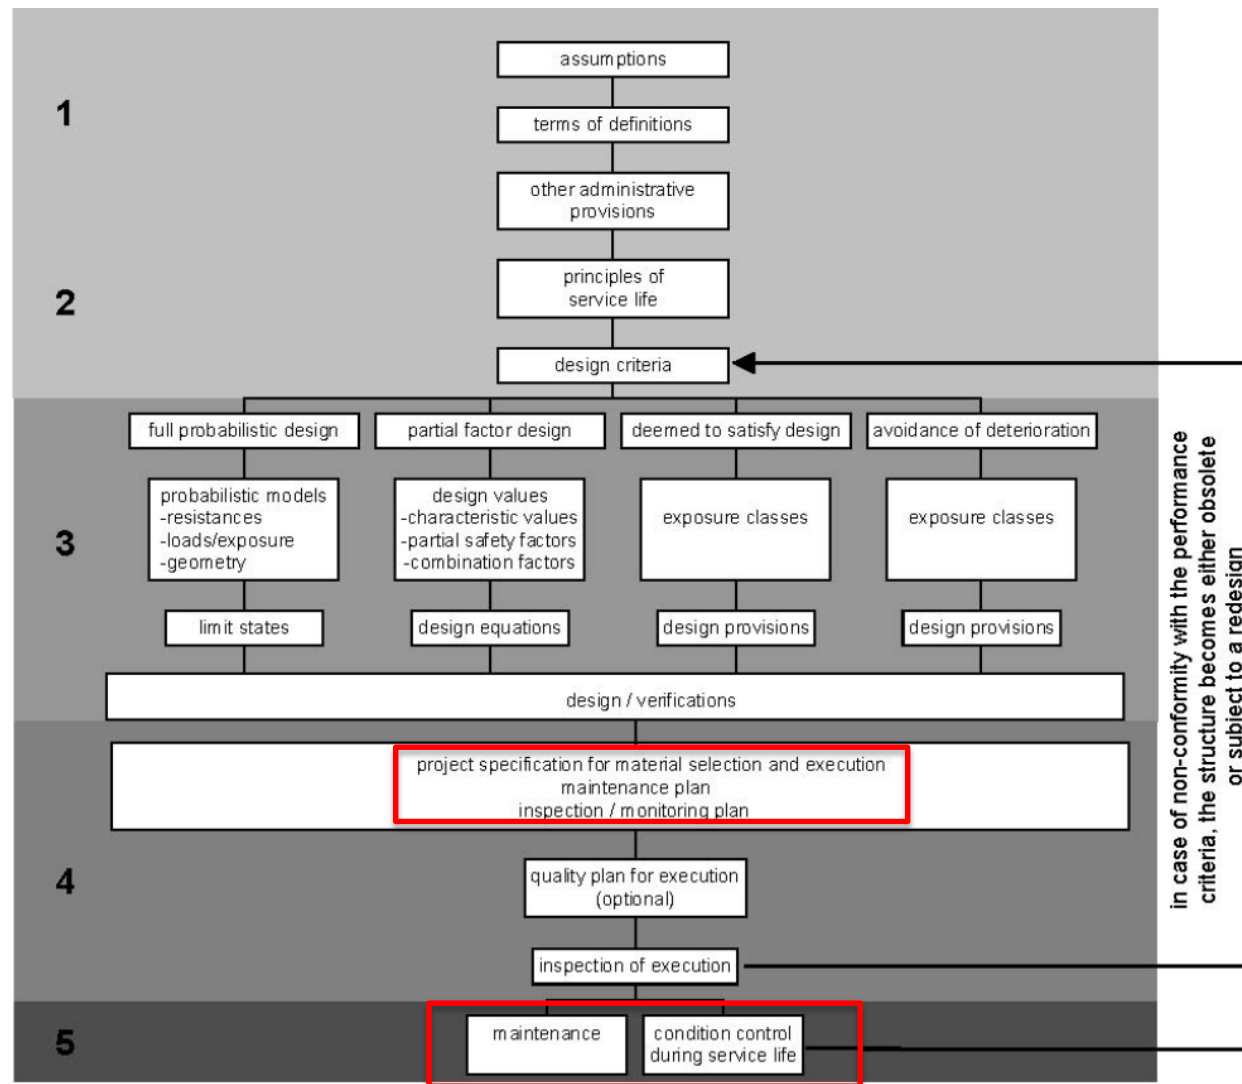 1
assumptions
terms of definitions
other administrative
provisions
2
principles of
service life
design criteria
3
full probabilistic design
partial factor design
deemed to satisfy design
avoidance of deterioration
probabilistic models
-resistances
-loads/exposure
-geometry
design values
-characteristic values
-partial safety factors
-combination factors
exposure classes
exposure classes
limit states
design equations
design provisions
design provisions
design / verifications
4
project specification for material selection and execution
maintenance plan
inspection / monitoring plan
quality plan for execution
(optional)
inspection of execution
5
maintenance
condition control
during service life
in case of non-conformity with the performance
criteria, the structure becomes either obsolete
or subject to a redesign